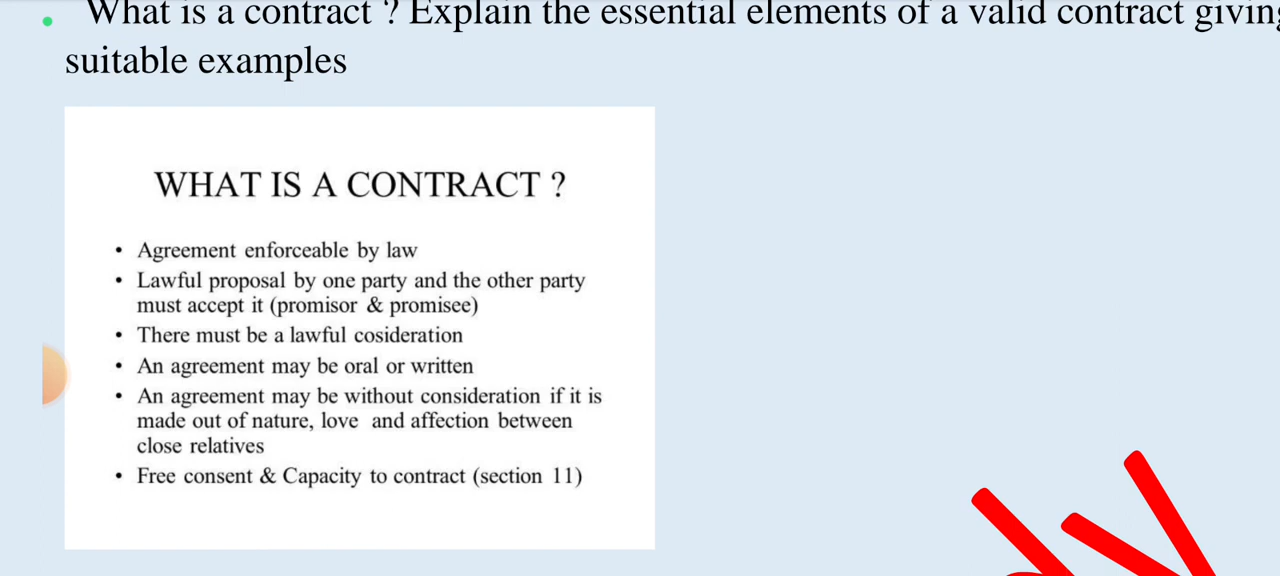 What is a contract ? Explain the essential elements of a valid contract giving
suitable examples
WHAT IS A CONTRACT ?
• Agreement enforceable by law
• Lawful proposal by one party and the other party
must accept it (promisor & promisee)
• There must be a lawful cosideration
• An agreement may be oral or written
• An agreement may be without consideration if it is
made out of nature, love and affection between
close relatives
• Free consent & Capacity to contract (section 11)